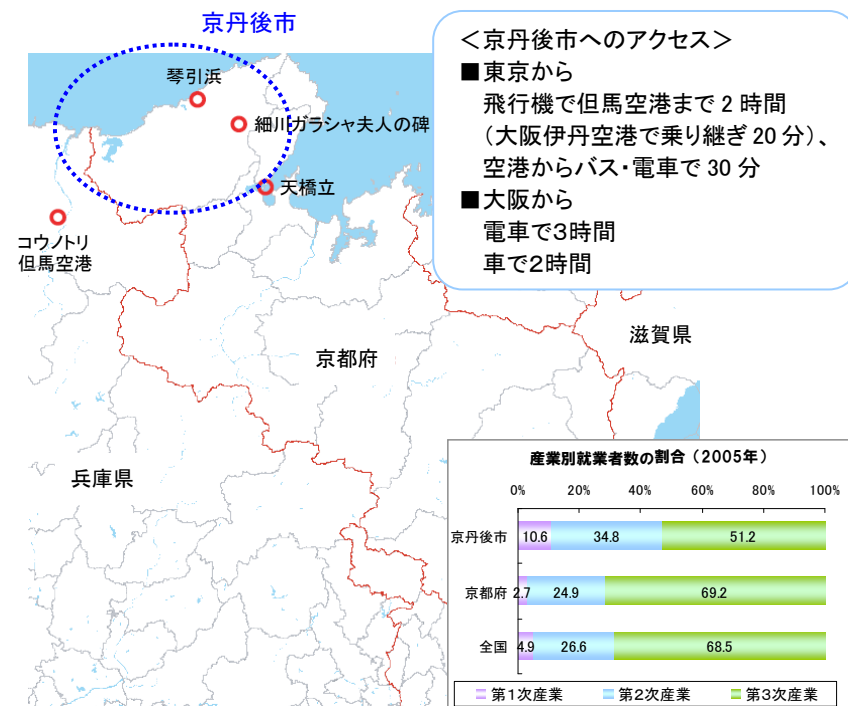 京丹後市
琴引浜
細川ガラシャ夫人の碑
天橋立
コウノトリ
但馬空港
京都府
滋賀県
兵庫県
＜京丹後市へのアクセス＞
■東京から
飛行機で但馬空港まで２時間
（大阪伊丹空港で乗り継ぎ 20 分）、
空港からバス・電車で 30 分
■大阪から
電車で３時間
車で２時間
産業別就業者数の割合（2005年）
0% 20% 40% 60% 80% 100%
京丹後市 10.6 34.8 51.2
京都府 2.7 24.9 69.2
全国 4.9 26.6 68.5
第１次産業 第２次産業 第３次産業